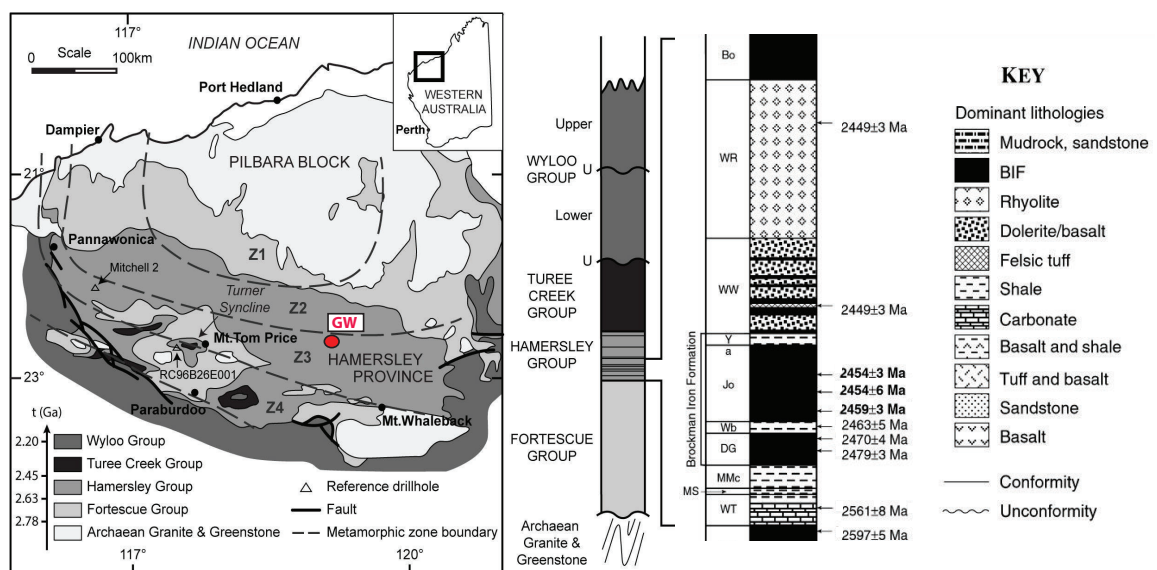 117°
INDIAN OCEAN
Scale
0 100km
Port Hedland
WESTERN
AUSTRALIA
Perth
Dampier
PILBARA BLOCK
21°
Pannawonica
Z1
Mitchell 2
Turner
Syncline
Z2
GW
Mt.Tom Price
Z3
HAMERSLEY
PROVINCE
RC96B26E001
23°
Z4
Paraburdoo
Mt.Whaleback
t (Ga)
2.20
2.45
2.63
2.78
Wyloo Group
Turee Creek Group
Hamersley Group
Fortescue Group
Archaean Granite & Greenstone
Reference drillhole
Fault
Metamorphic zone boundary
117°
120°
Upper
WYLOO
GROUP
U
Lower
U
TUREE
CREEK
GROUP
HAMERSLEY
GROUP
FORTESCUE
GROUP
Archaean
Granite &
Greenstone
Brockman Iron Formation
Bo
WR
WW
Y
a
Jo
Wb
DG
MMc
MS
WT
2449±3 Ma
2449±3 Ma
2454±3 Ma
2454±6 Ma
2459±3 Ma
2463±5 Ma
2470±4 Ma
2479±3 Ma
2561±8 Ma
2597±5 Ma
KEY
Dominant lithologies
Mudrock, sandstone
BIF
Rhyolite
Dolerite/basalt
Felsic tuff
Shale
Carbonate
Basalt and shale
Tuff and basalt
Sandstone
Basalt
Conformity
Unconformity